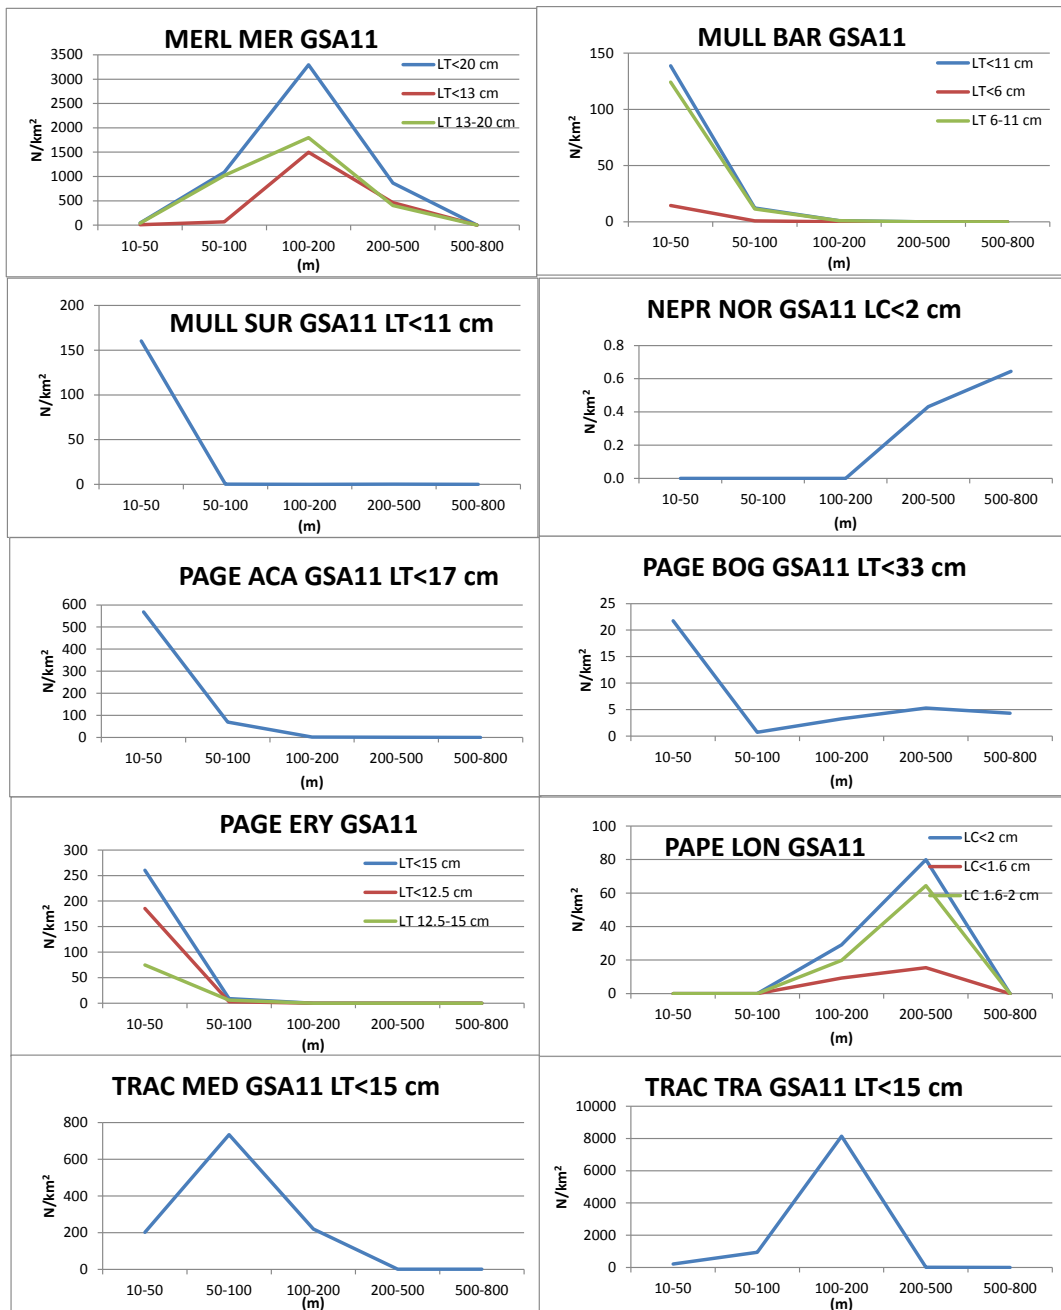 MERL MER GSA11
3500
3000
2500
2000
1500
1000
500
0
N/km²
LT<20 cm
LT<13 cm
LT 13-20 cm
10-50 50-100 100-200 200-500 500-800
(m)
MULL BAR GSA11
150
100
50
0
N/km²
LT<11 cm
LT<6 cm
LT 6-11 cm
10-50 50-100 100-200 200-500 500-800
(m)
MULL SUR GSA11 LT<11 cm
200
150
100
50
0
N/km²
10-50 50-100 100-200 200-500 500-800
(m)
NEPR NOR GSA11 LC<2 cm
0.8
0.6
0.4
0.2
0.0
N/km²
10-50 50-100 100-200 200-500 500-800
(m)
PAGE ACA GSA11 LT<17 cm
600
500
400
300
200
100
0
N/km²
10-50 50-100 100-200 200-500 500-800
(m)
PAGE BOG GSA11 LT<33 cm
25
20
15
10
5
0
N/km²
10-50 50-100 100-200 200-500 500-800
(m)
PAGE ERY GSA11
300
250
200
150
100
50
0
N/km²
LT<15 cm
LT<12.5 cm
LT 12.5-15 cm
10-50 50-100 100-200 200-500 500-800
(m)
PAPE LON GSA11
100
80
60
40
20
0
N/km²
LC<2 cm
LC<1.6 cm
LC 1.6-2 cm
10-50 50-100 100-200 200-500 500-800
(m)
TRAC MED GSA11 LT<15 cm
800
600
400
200
0
N/km²
10-50 50-100 100-200 200-500 500-800
(m)
TRAC TRA GSA11 LT<15 cm
10000
8000
6000
4000
2000
0
N/km²
10-50 50-100 100-200 200-500 500-800
(m)